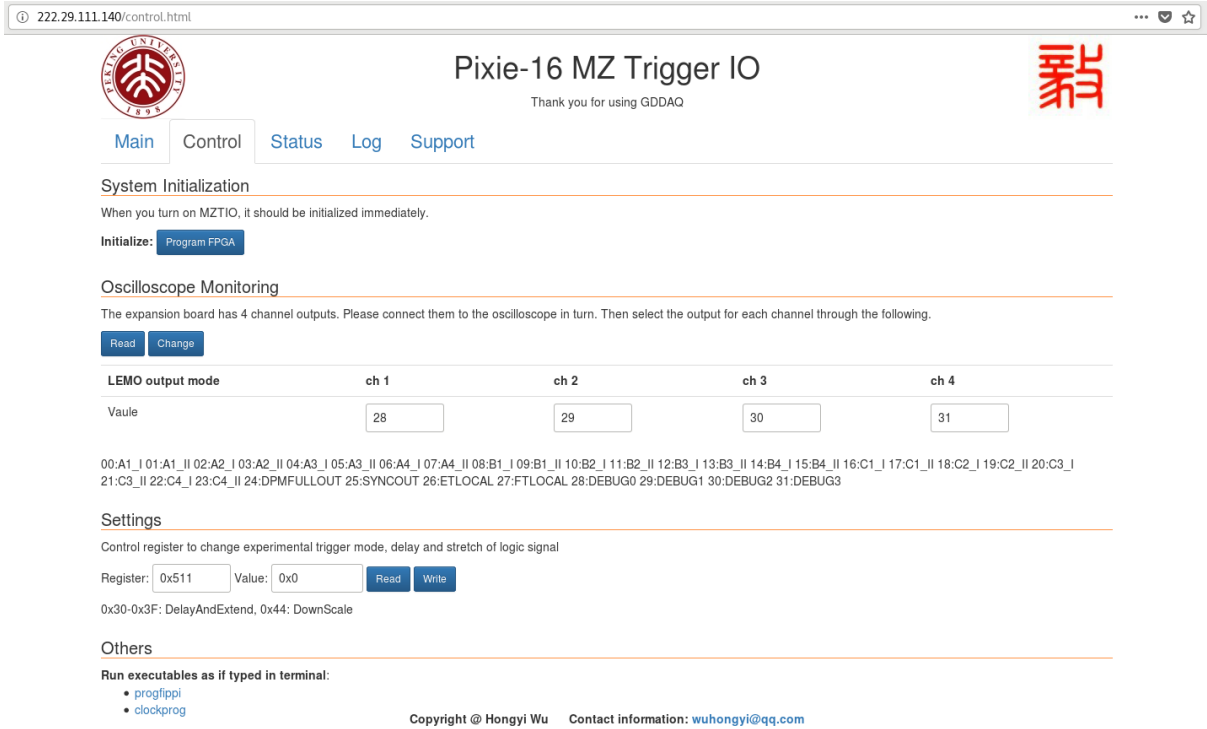 222.29.111.140/control.html
PEKING UNIVERSITY
1898
Pixie-16 MZ Trigger IO
Thank you for using GDDAQ
Main Control Status Log Support
System Initialization
When you turn on MZTIO, it should be initialized immediately.
Initialize: Program FPGA
Oscilloscope Monitoring
The expansion board has 4 channel outputs. Please connect them to the oscilloscope in turn. Then select the output for each channel through the following.
Read Change
LEMO output mode ch 1 ch 2 ch 3 ch 4
Vaule 28 29 30 31
00:A1_I 01:A1_II 02:A2_I 03:A2_II 04:A3_I 05:A3_II 06:A4_I 07:A4_II 08:B1_I 09:B1_II 10:B2_I 11:B2_II 12:B3_I 13:B3_II 14:B4_I 15:B4_II 16:C1_I 17:C1_II 18:C2_I 19:C2_II 20:C3_I
21:C3_II 22:C4_I 23:C4_II 24:DPMFULLOUT 25:SYNCOUT 26:ETLOCAL 27:FTLOCAL 28:DEBUG0 29:DEBUG1 30:DEBUG2 31:DEBUG3
Settings
Control register to change experimental trigger mode, delay and stretch of logic signal
Register: 0x511 Value: 0x0 Read Write
0x30-0x3F: DelayAndExtend, 0x44: DownScale
Others
Run executables as if typed in terminal:
• progfippi
• clockprog
Copyright @ Hongyi Wu Contact information: wuhongyi@qq.com